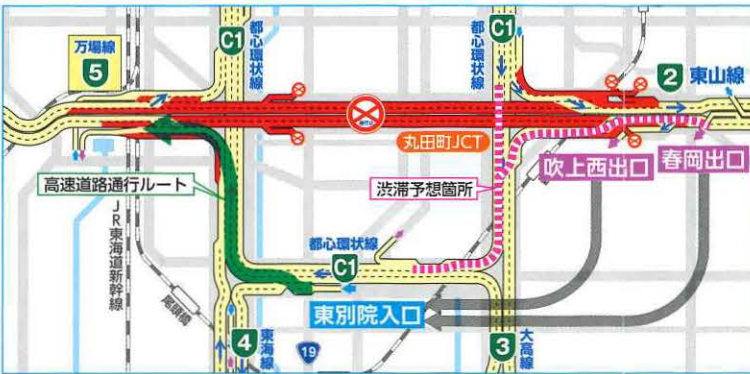 万場線
5
都心環状線
C1
都心環状線
C1
2
東山線
丸田町JCT
吹上西出口
春岡出口
高速道路通行ルート
渋滞予想箇所
JR東海道新幹線
都心環状線
C1
尾頭橋
東別院入口
4
東海線
19
3
大高線